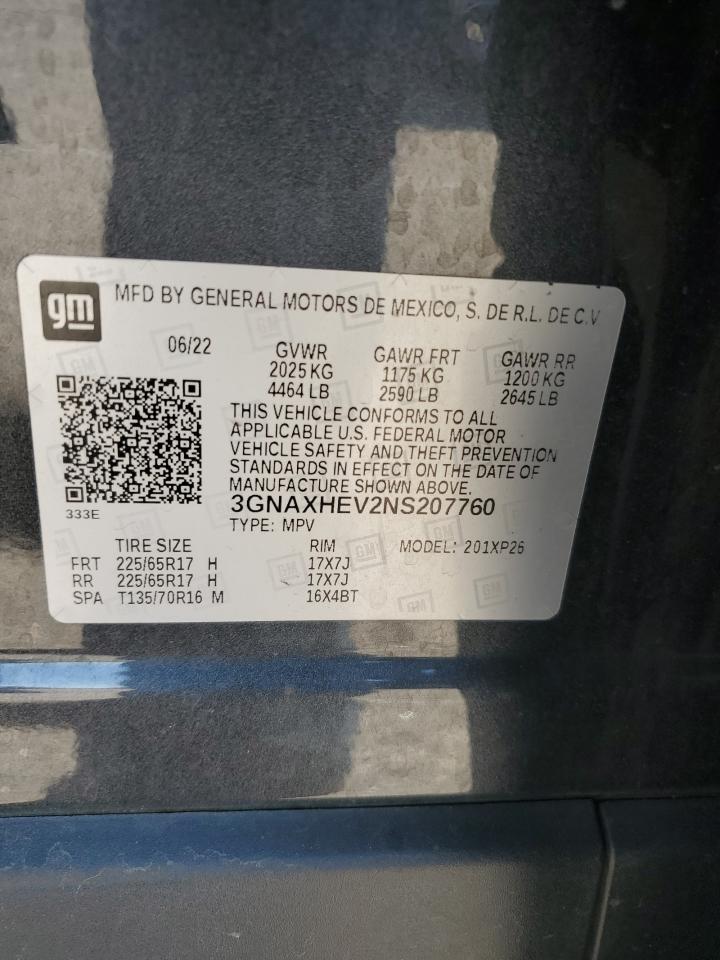 gm MFD BY GENERAL MOTORS DE MEXICO, S. DE R.L. DE C.V
06/22 GVWR GAWR FRT GAWR RR
2025 KG 1175 KG 1200 KG
4464 LB 2590 LB 2645 LB
THIS VEHICLE CONFORMS TO ALL
APPLICABLE U.S. FEDERAL MOTOR
VEHICLE SAFETY AND THEFT PREVENTION
STANDARDS IN EFFECT ON THE DATE OF
MANUFACTURE SHOWN ABOVE.
333E
3GNAXHEV2NS207760
TYPE: MPV
TIRE SIZE RIM MODEL: 201XP26
FRT 225/65R17 H 17X7J
RR 225/65R17 H 17X7J
SPA T135/70R16 M 16X4BT